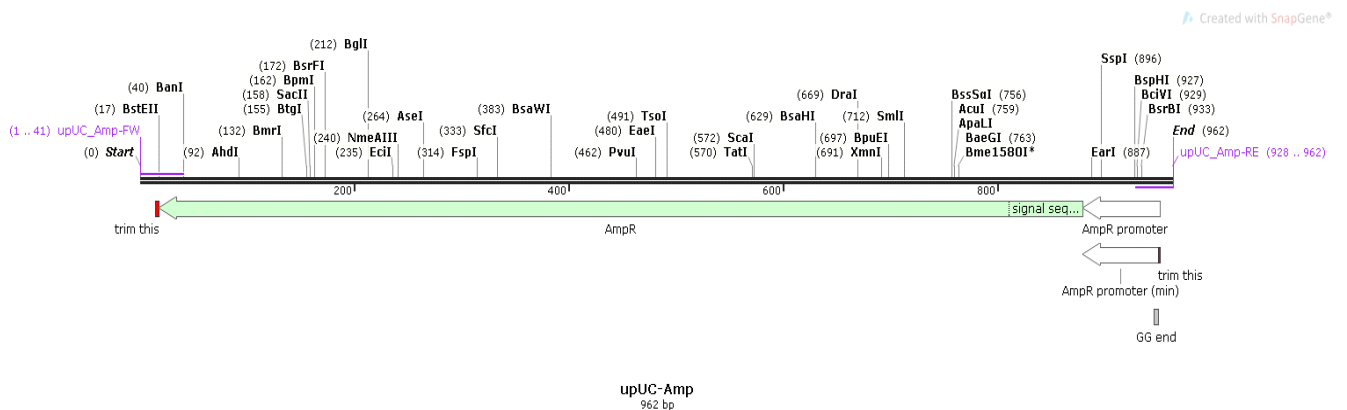 Created with SnapGene®
(212) BglI
(172) BsrFI
SspI (896)
(40) BanI
(162) BpmI
BspHI (927)
(669) DraI
BssSαI (756)
BciVI (929)
(17) BstEII
(158) SacII
(264) AseI
(383) BsaWI
(491) TsoI
(629) BsaHI
(712) SmlI
AcuI (759)
BsrBI (933)
(1 .. 41) upUC_Amp-FW
(155) BtgI
ApaLI
End (962)
(132) BmrI
(240) NmeAIII
(333) SfcI
(480) EaeI
(572) ScaI
(697) BpuEI
BaeGI (763)
(0) Start
(92) AhdI
(235) EciI
(314) FspI
(462) PvuI
(570) TatI
(691) XmnI
Bme1580I*
EarI (887)
upUC_Amp-RE (928 .. 962)
200
400
600
800
signal seq...
trim this
AmpR
AmpR promoter
trim this
AmpR promoter (min)
GG end
upUC-Amp
962 bp